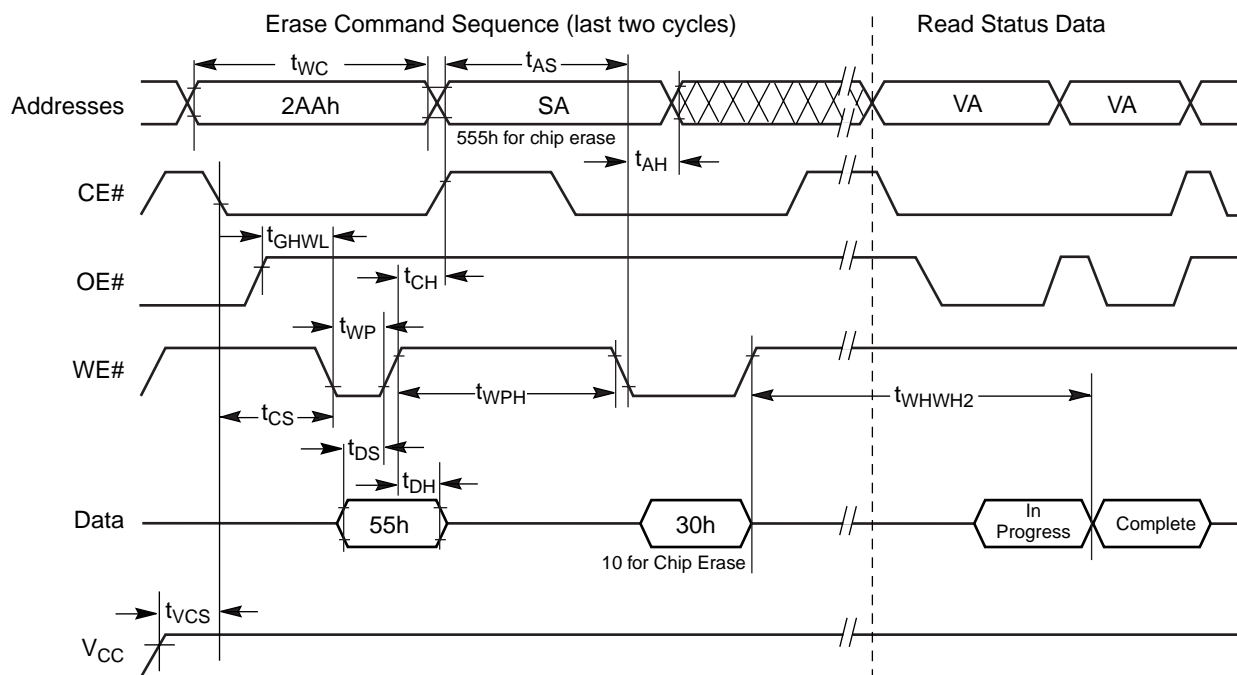 Erase Command Sequence (last two cycles)
Read Status Data
tWC
tAS
Addresses
2AAh
SA
VA
VA
555h for chip erase
tAH
CE#
tGHWL
OE#
tCH
tWP
WE#
tWPH
tWHWH2
tCS
tDS
tDH
Data
55h
30h
In
Progress
Complete
10 for Chip Erase
tVCS
VCC